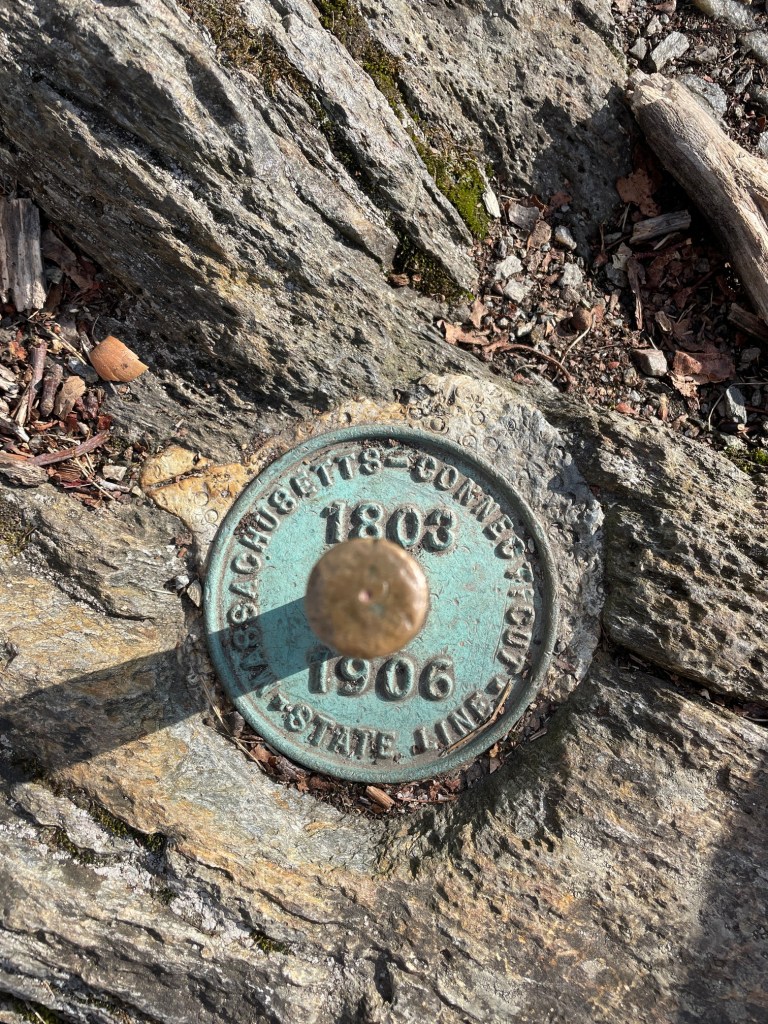 MASSACHUSETTS-CONNECTICUT
1803
1906
STATE LINE